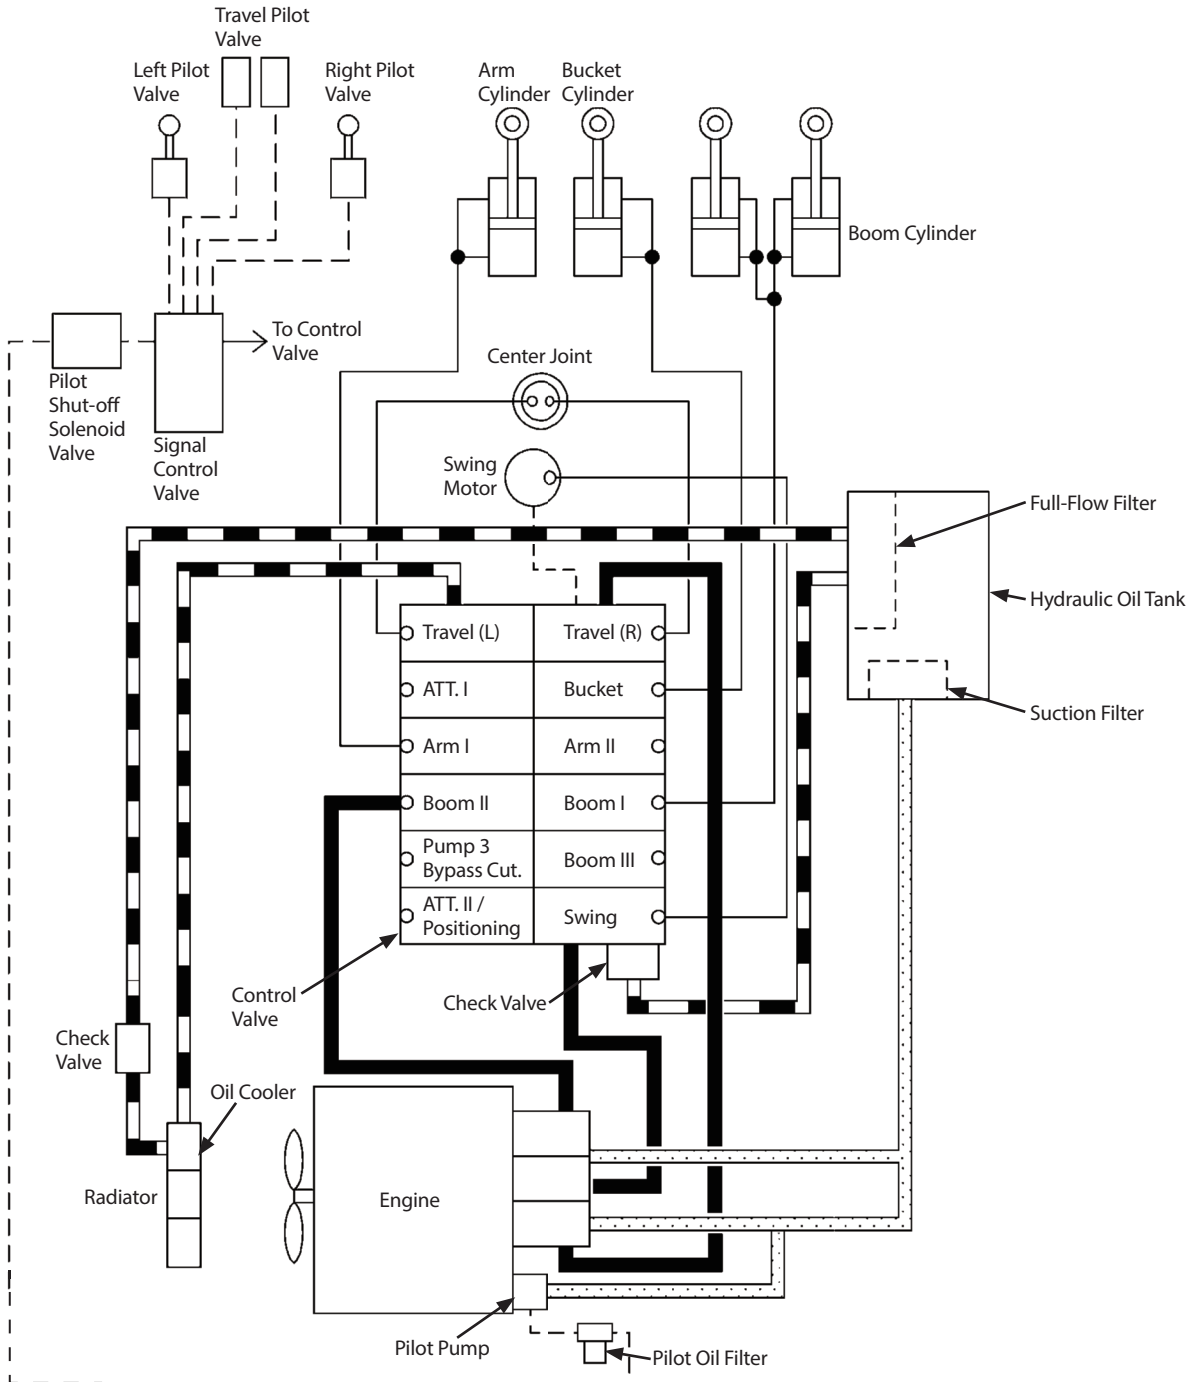 Travel Pilot
Valve
Left Pilot
Valve
Right Pilot
Valve
Arm
Cylinder
Bucket
Cylinder
Boom Cylinder
To Control
Valve
Pilot
Shut-off
Solenoid
Valve
Signal
Control
Valve
Center Joint
Swing
Motor
Full-Flow Filter
Hydraulic Oil Tank
Suction Filter
Travel (L)
Travel (R)
ATT. I
Bucket
Arm I
Arm II
Boom II
Boom I
Pump 3
Bypass Cut.
Boom III
ATT. II /
Positioning
Swing
Control
Valve
Check Valve
Check
Valve
Oil Cooler
Radiator
Engine
Pilot Pump
Pilot Oil Filter